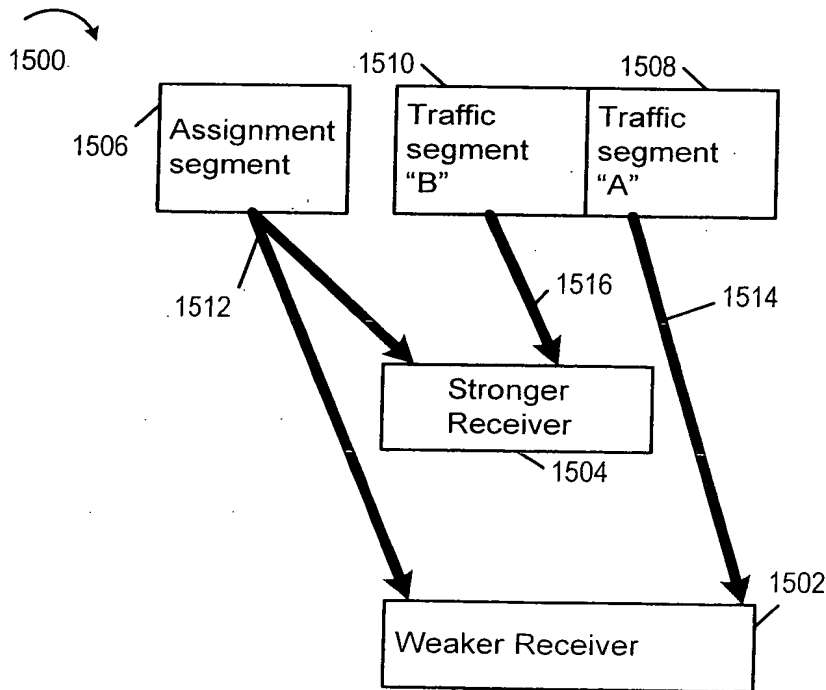 1500
1506
Assignment
segment
1510
Traffic
segment
"B"
1508
Traffic
segment
"A"
1512
1516
1514
Stronger
Receiver
1504
1502
Weaker Receiver